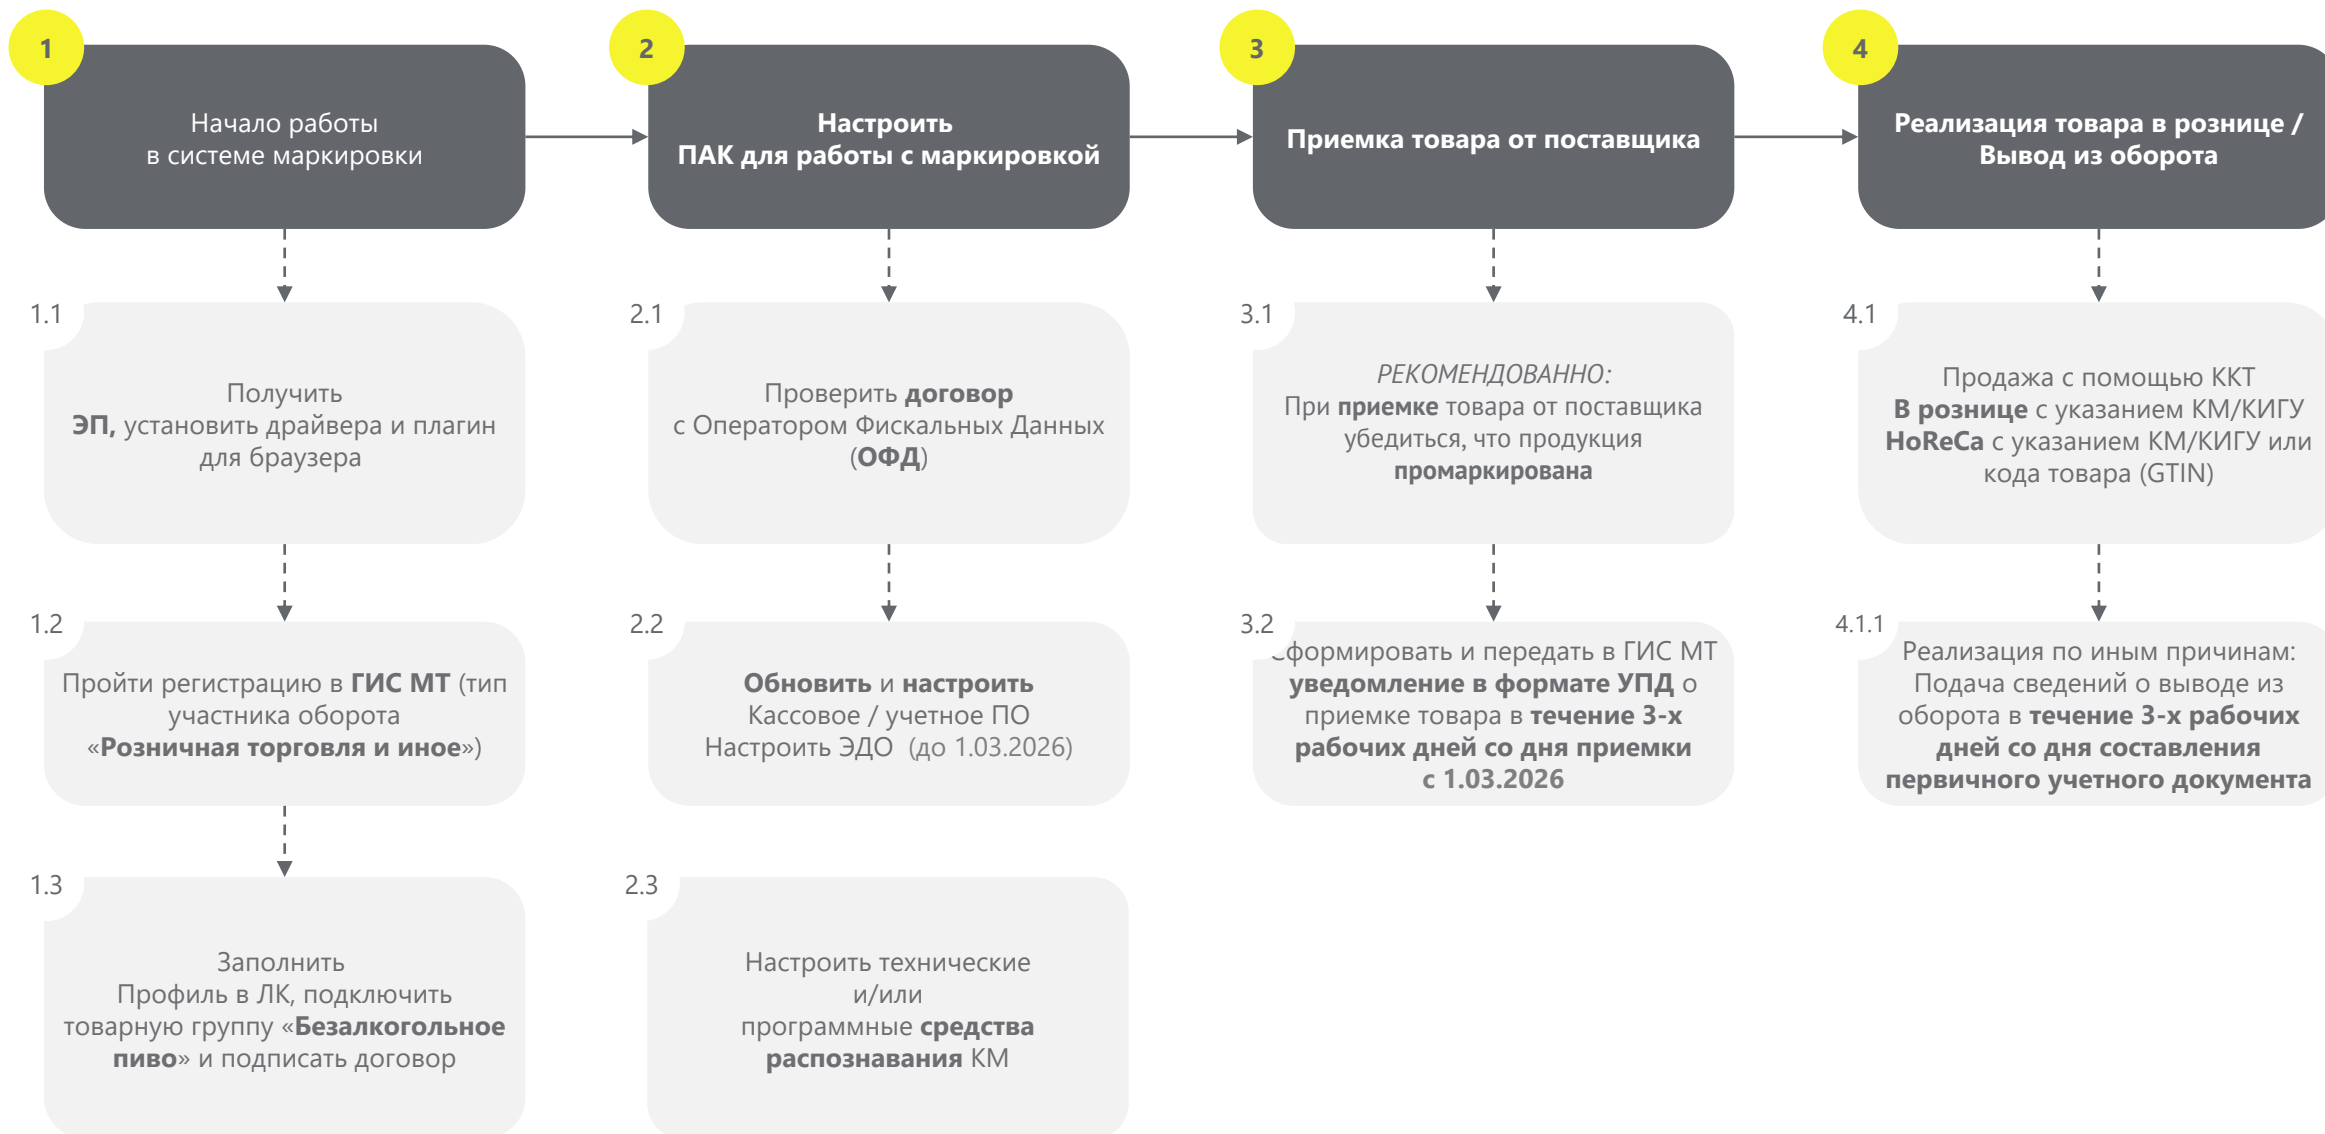 1
Начало работы
в системе маркировки
2
Настроить
ПАК для работы с маркировкой
3
Приемка товара от поставщика
4
Реализация товара в рознице /
Вывод из оборота
1.1
Получить
ЭП, установить драйвера и плагин
для браузера
2.1
Проверить договор
с Оператором Фискальных Данных
(ОФД)
3.1
РЕКОМЕНДОВАННО:
При приемке товара от поставщика
убедиться, что продукция
промаркирована
4.1
Продажа с помощью ККТ
В рознице с указанием КМ/КИГУ
HoReCa с указанием КМ/КИГУ или
кода товара (GTIN)
1.2
Пройти регистрацию в ГИС МТ (тип
участника оборота
«Розничная торговля и иное»)
2.2
Обновить и настроить
Кассовое / учетное ПО
Настроить ЭДО (до 1.03.2026)
3.2
Сформировать и передать в ГИС МТ
уведомление в формате УПД о
приемке товара в течение 3-х
рабочих дней со дня приемки
с 1.03.2026
4.1.1
Реализация по иным причинам:
Подача сведений о выводе из
оборота в течение 3-х рабочих
дней со дня составления
первичного учетного документа
1.3
Заполнить
Профиль в ЛК, подключить
товарную группу «Безалкогольное
пиво» и подписать договор
2.3
Настроить технические
и/или
программные средства
распознавания КМ